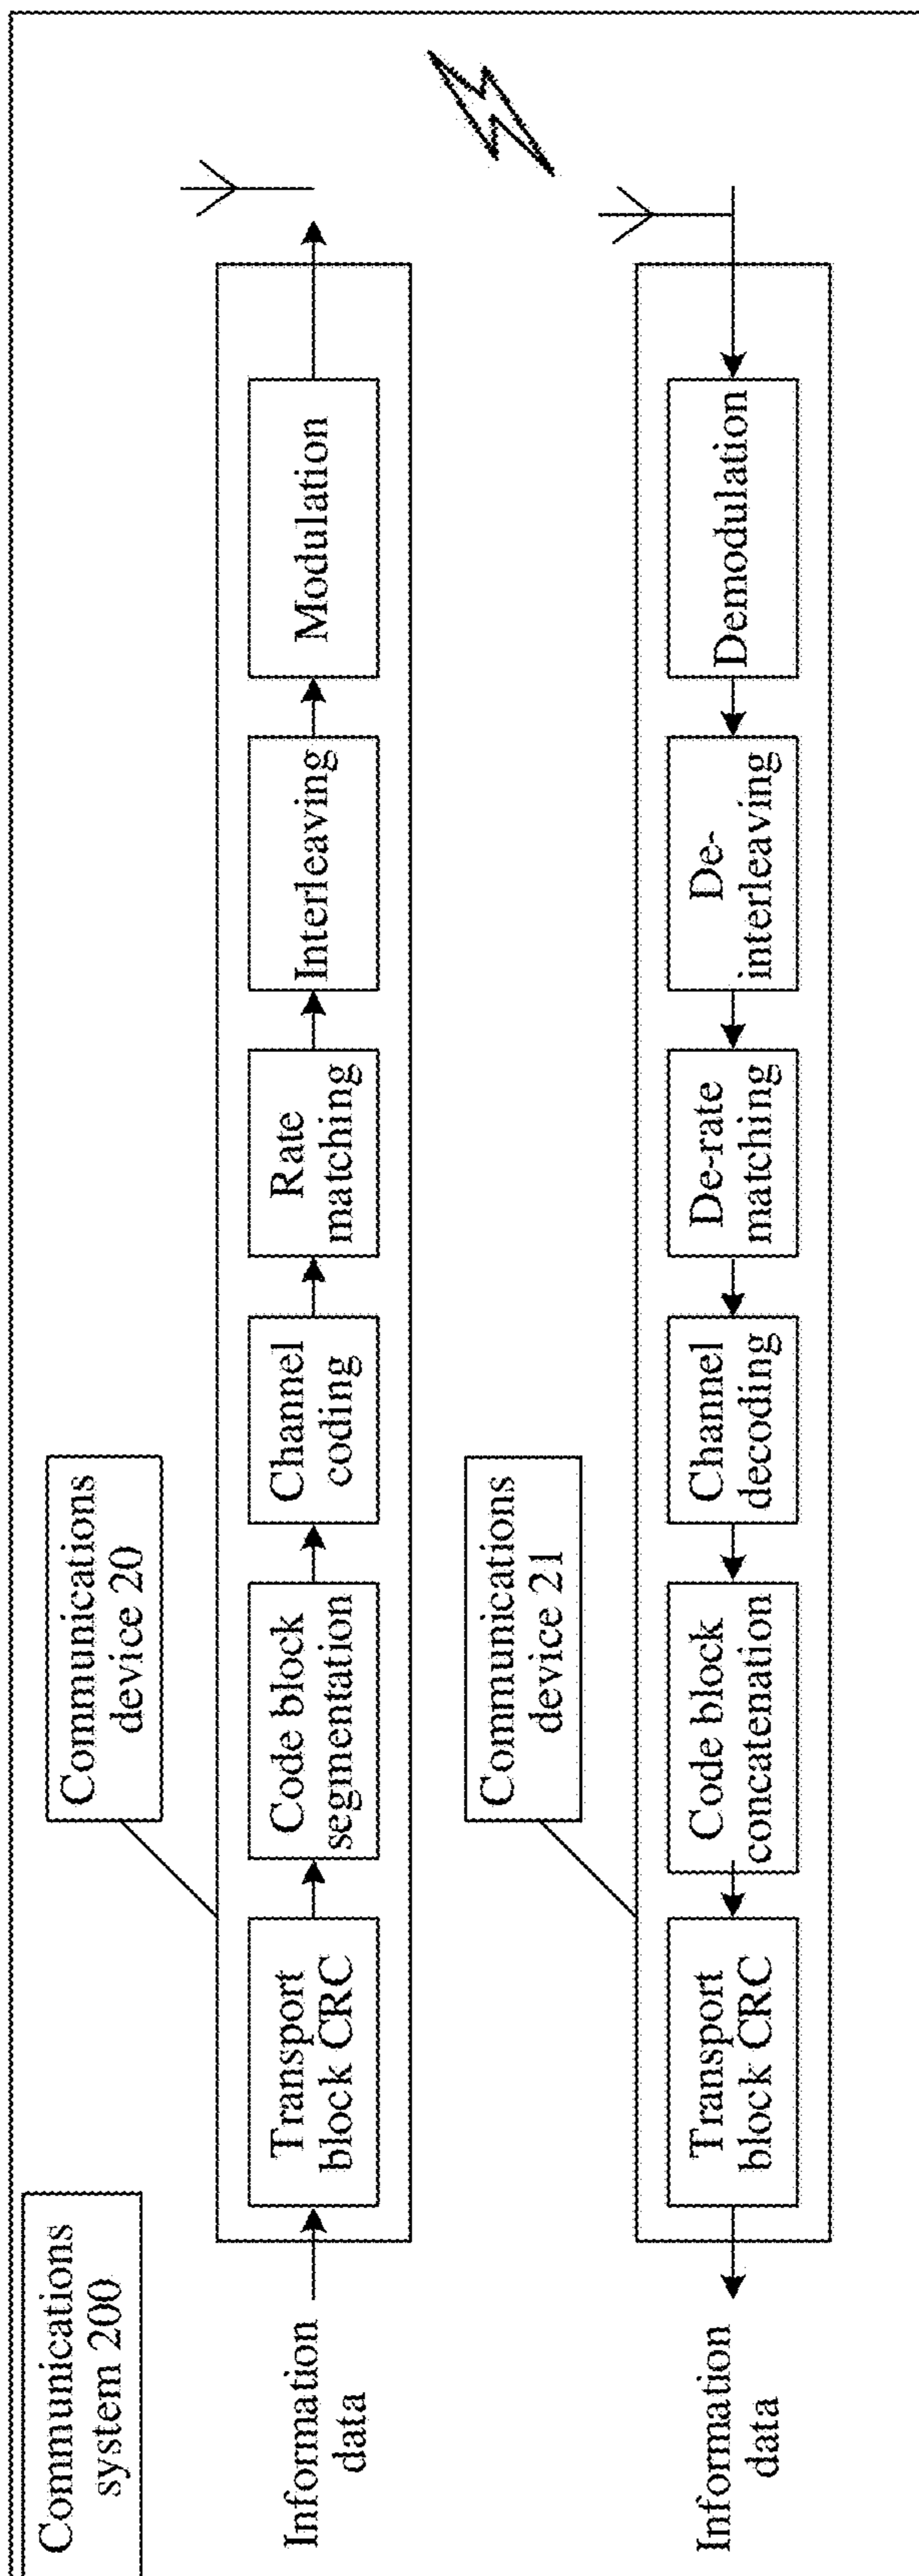 Communications
system 200
Communications
device 20
Information
data
Transport
block CRC
Code block
segmentation
Channel
coding
Rate
matching
Interleaving
Modulation
Communications
device 21
Information
data
Transport
block CRC
Code block
concatenation
Channel
decoding
De-rate
matching
De-
interleaving
Demodulation